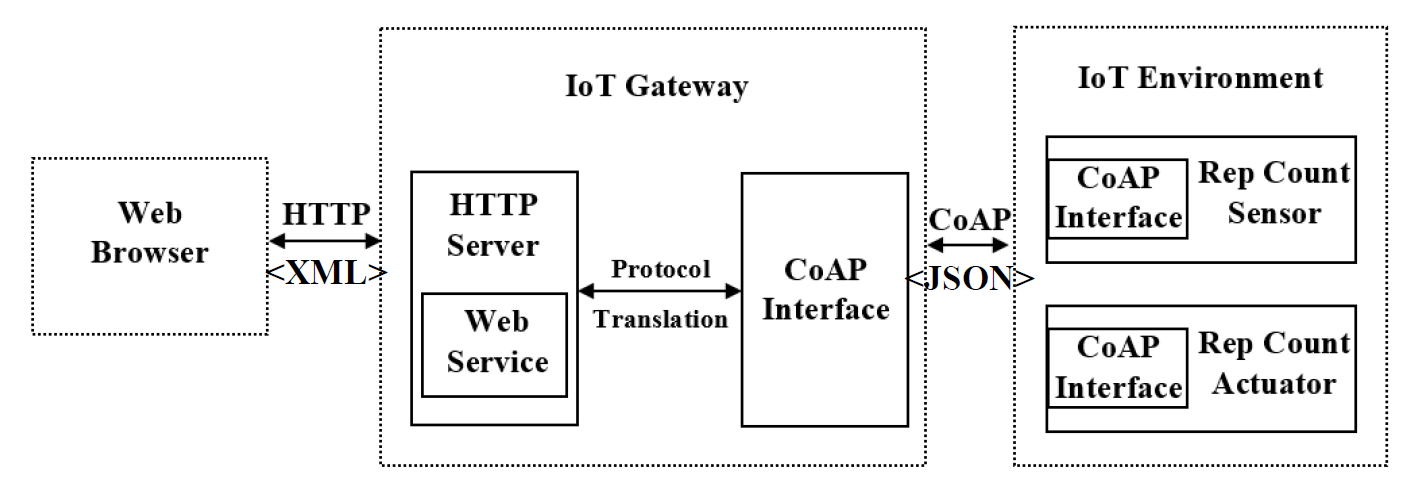 Web
Browser
HTTP
<XML>
IoT Gateway
HTTP
Server
Web
Service
Protocol
Translation
CoAP
Interface
CoAP
<JSON>
IoT Environment
CoAP
Interface
Rep Count
Sensor
CoAP
Interface
Rep Count
Actuator